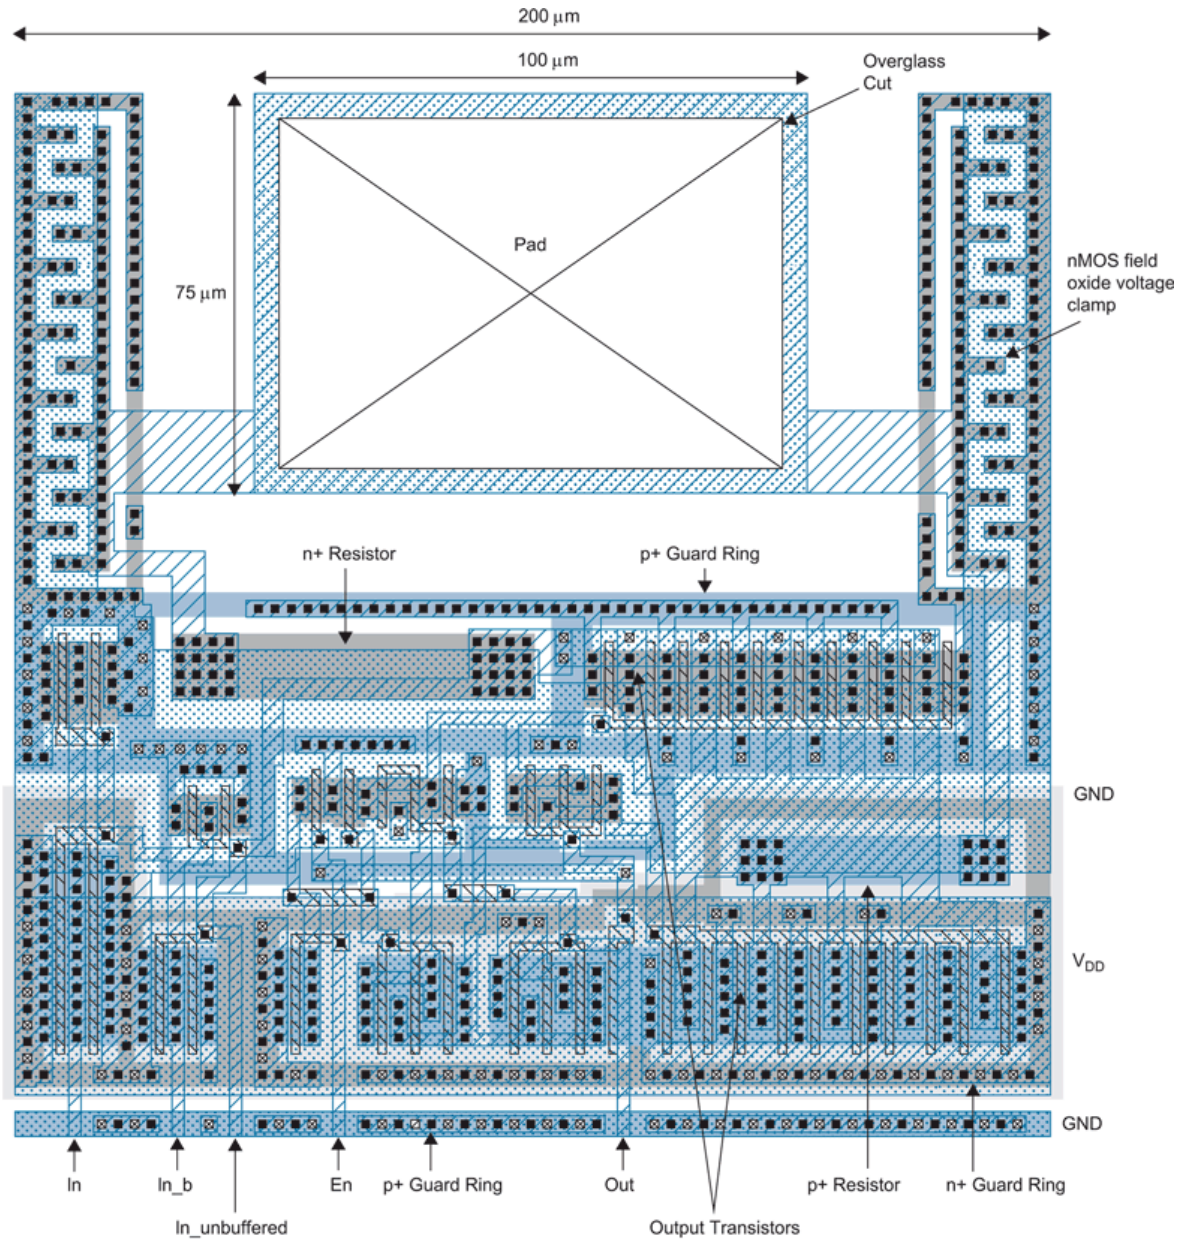 200 μm
100 μm
Overglass
Cut
Pad
75 μm
nMOS field
oxide voltage
clamp
n+ Resistor
p+ Guard Ring
GND
VDD
GND
In
In_b
En
p+ Guard Ring
Out
p+ Resistor
n+ Guard Ring
In_unbuffered
Output Transistors